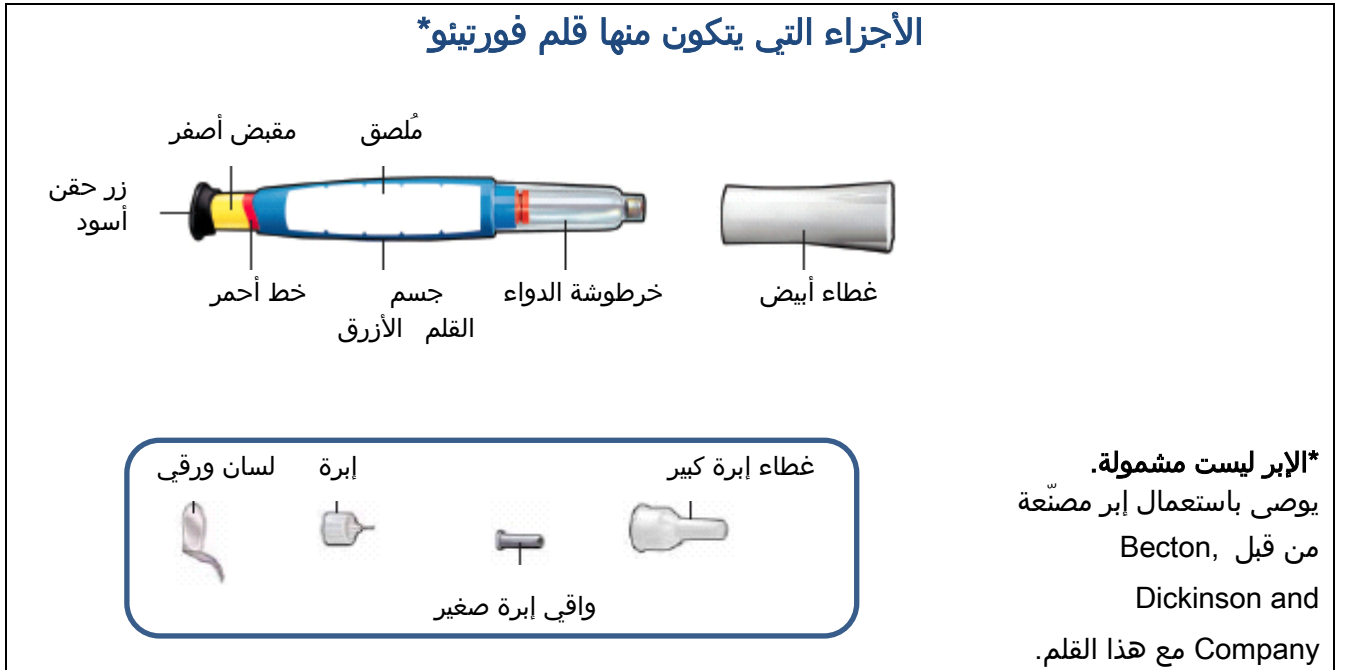 الأجزاء التي يتكون منها قلم فورتيئو*
مُلصق
مقبض أصفر
زر حقن
أسود
غطاء أبيض
خرطوشة الدواء
جسم
القلم الأزرق
خط أحمر
*الإبر ليست مشمولة.
يوصى باستعمال إبر مصنّعة
من قبل Becton,
Dickinson and
Company مع هذا القلم.
غطاء إبرة كبير
إبرة
لسان ورقي
واقي إبرة صغير